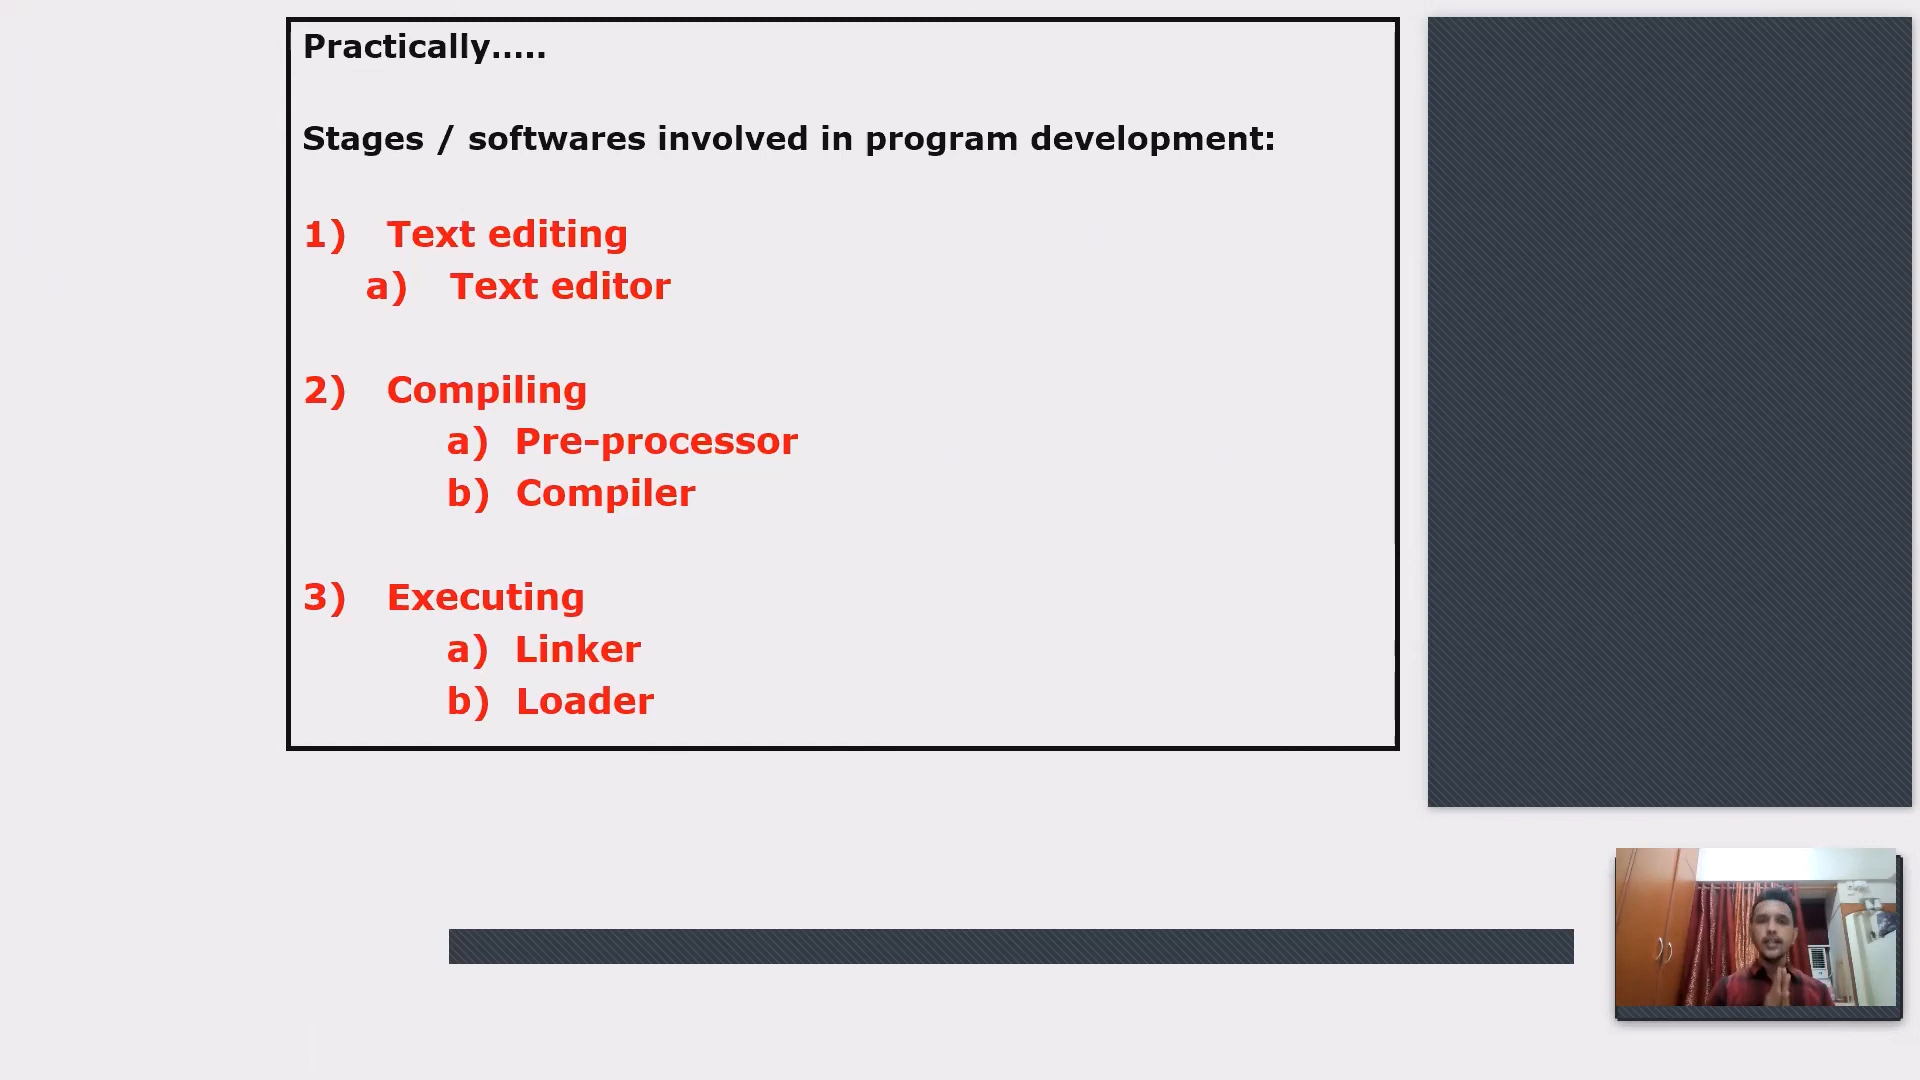 Practically.....
Stages / softwares involved in program development:
1) Text editing
a) Text editor
2) Compiling
a) Pre-processor
b) Compiler
3) Executing
a) Linker
b) Loader